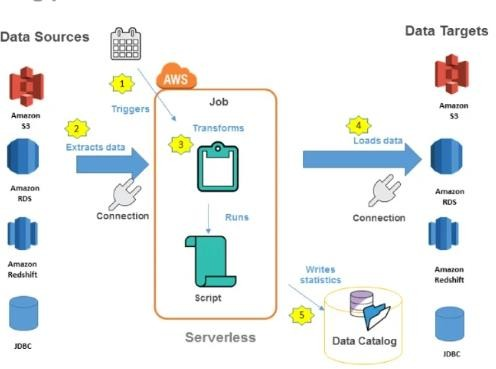 Data Sources
Data Targets
1
AWS
Triggers
Job
Amazon
S3
2
Extracts data
3
Transforms
4
Loads data
Amazon
S3
Amazon
RDS
Connection
Runs
Connection
Amazon
RDS
Amazon
Redshift
Script
Writes
statistics
Amazon
Redshift
5
Serverless
Data Catalog
JDBC
JDBC